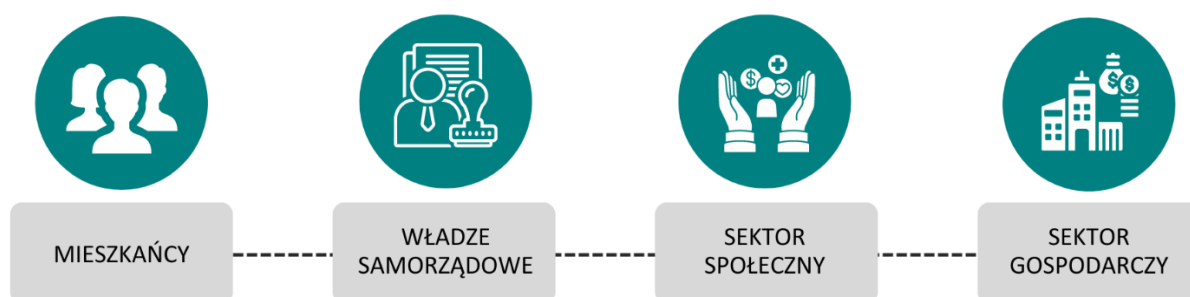 MIESZKAŃCY
WŁADZE
SAMORZĄDOWE
SEKTOR
SPOŁECZNY
SEKTOR
GOSPODARCZY